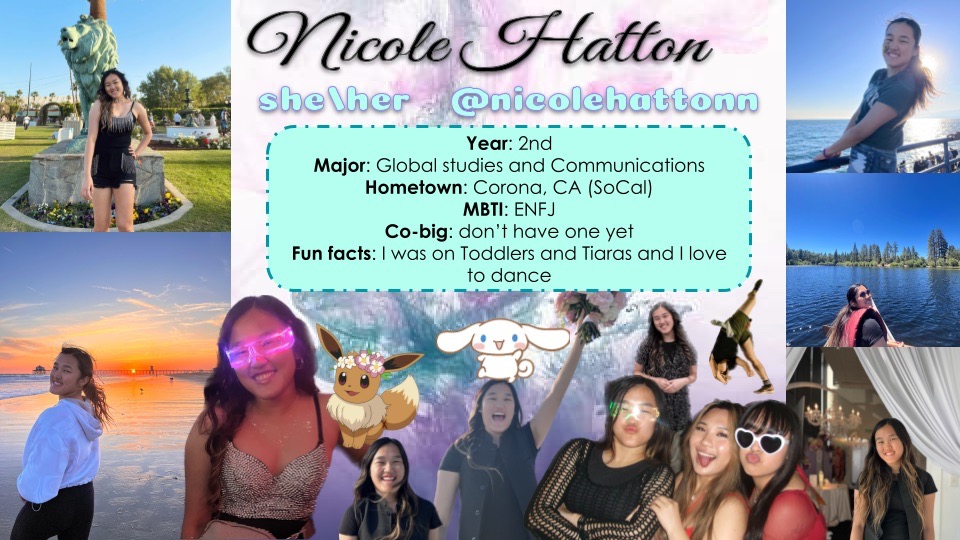 Nicole Hatton
she\her @nicolehattonn
Year: 2nd
Major: Global studies and Communications
Hometown: Corona, CA (SoCal)
MBTI: ENFJ
Co-big: don’t have one yet
Fun facts: I was on Toddlers and Tiaras and I love
to dance